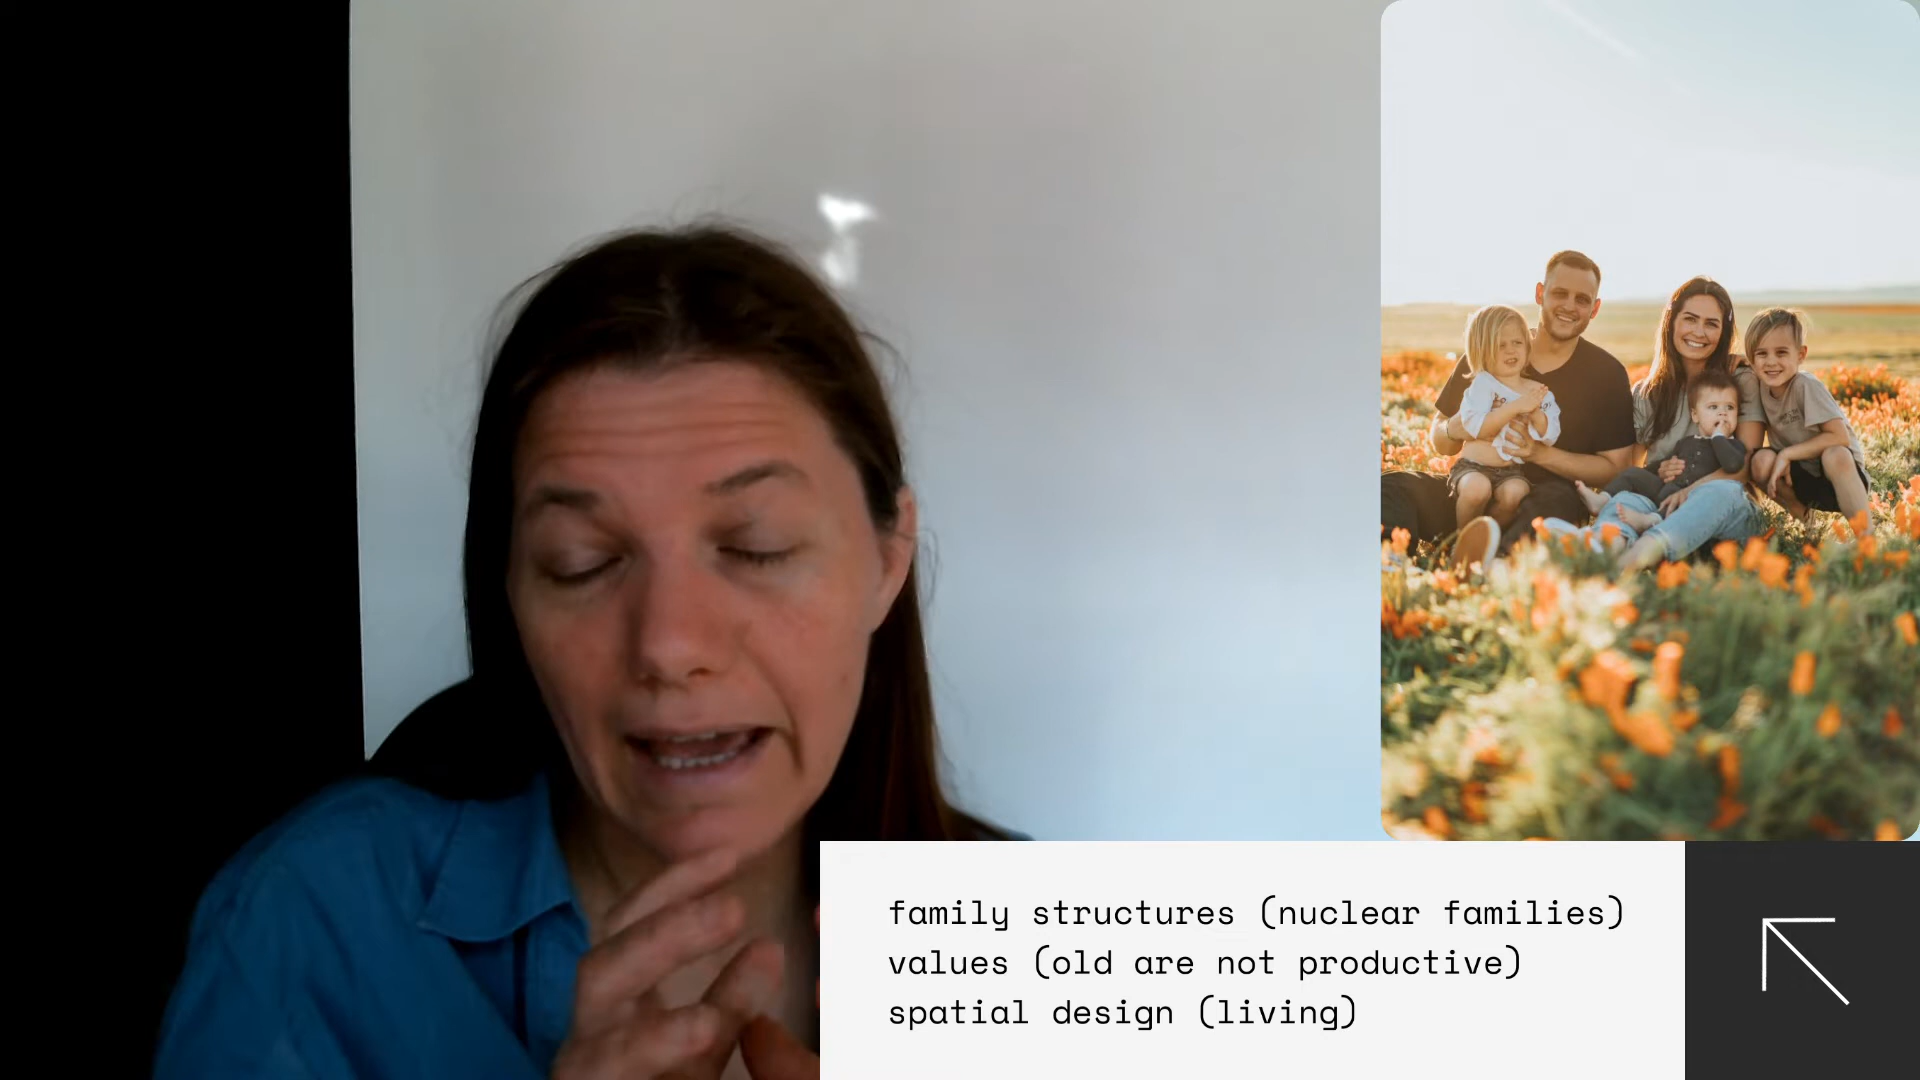 family structures (nuclear families)
values (old are not productive)
spatial design (living)